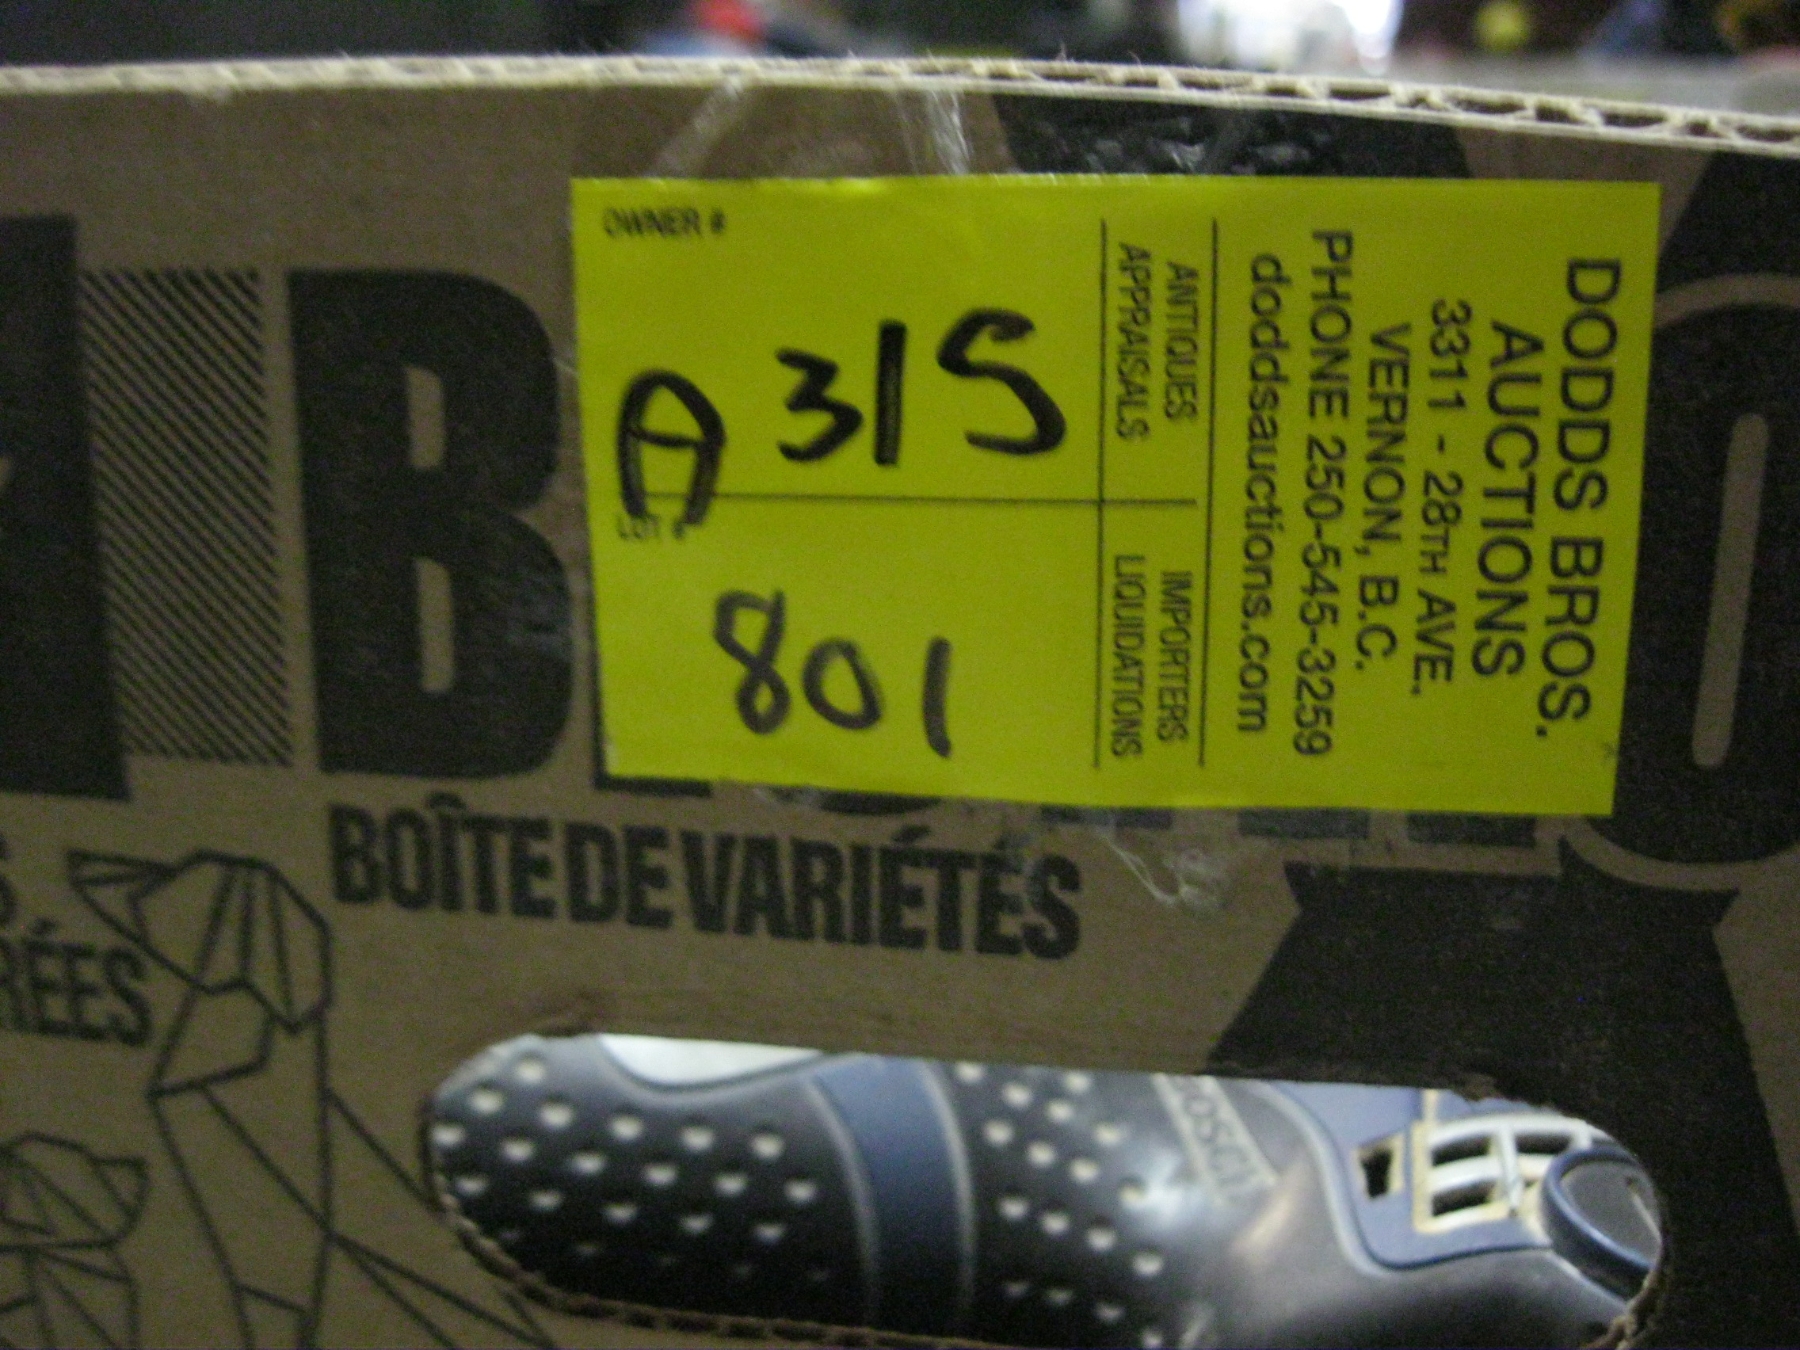 OWNER #
A 315
LOT #
801
ANTIQUES
APPRAISALS
IMPORTERS
LIQUIDATIONS
DODDS BROS.
AUCTIONS
3311 - 28TH AVE.
VERNON, B.C.
PHONE 250-545-3259
doddsauctions.com
B
BOÎTE DE VARIÉTÉS
RÉES